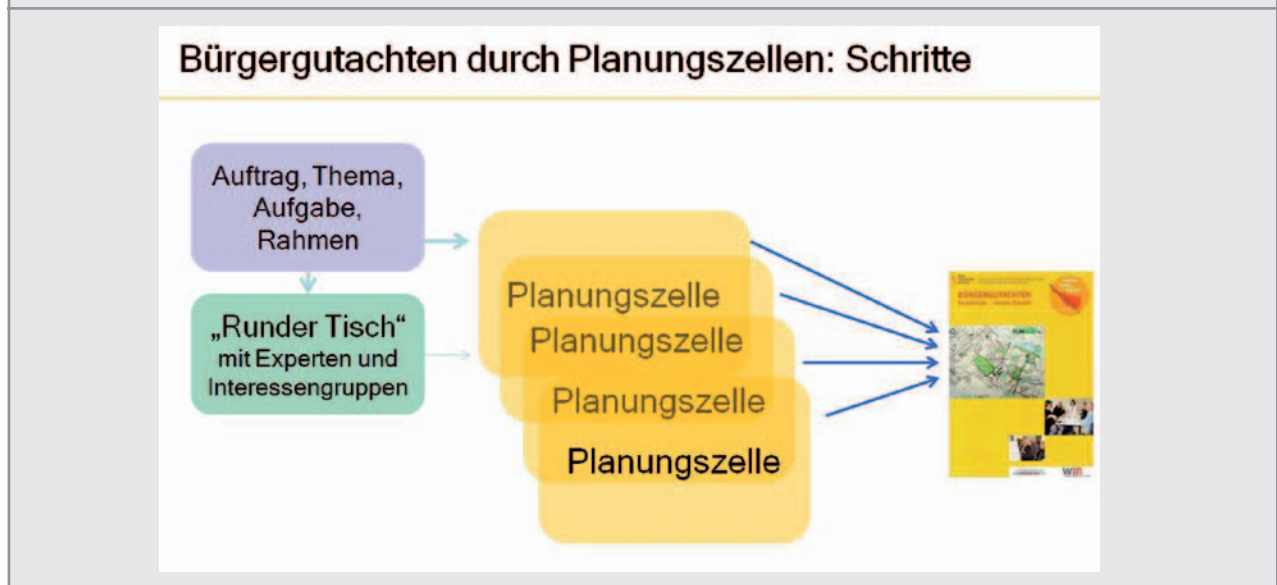 Bürgergutachten durch Planungszellen: Schritte
Auftrag, Thema,
Aufgabe,
Rahmen
„Runder Tisch“
mit Experten und
Interessengruppen
Planungszelle
Planungszelle
Planungszelle
Planungszelle
BÜRGERGUTACHTEN